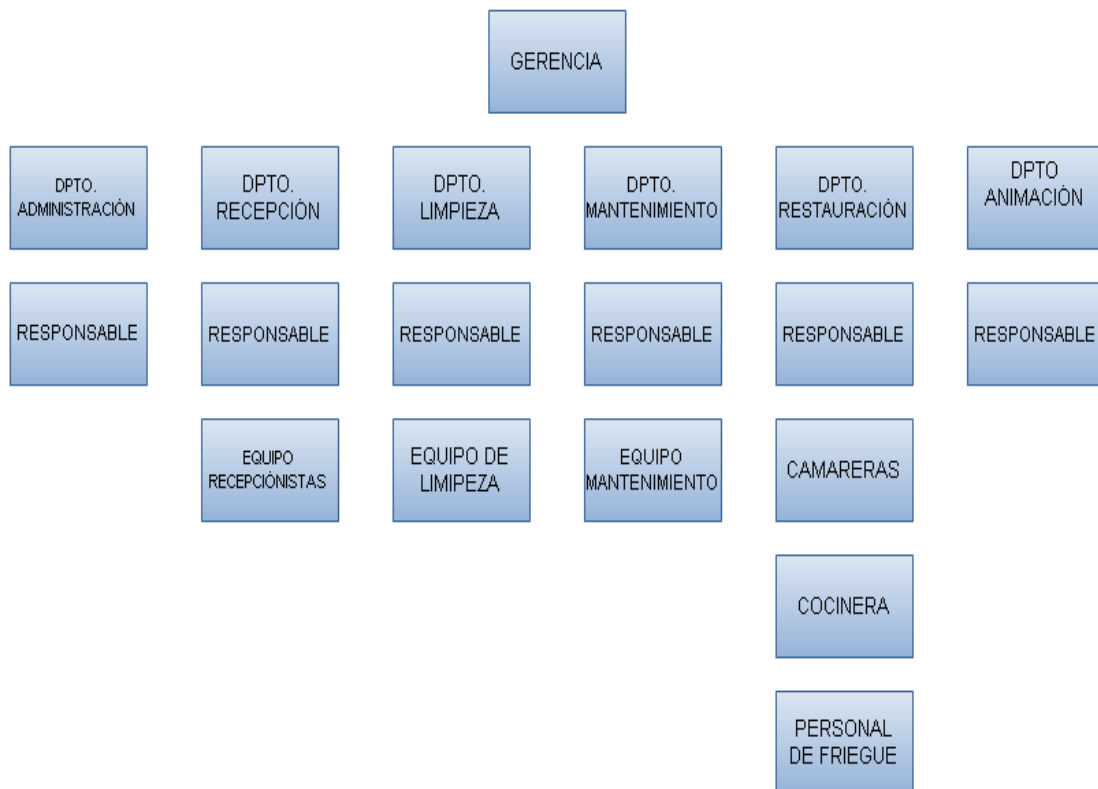 GERENCIA
DPTO.
ADMINISTRACIÓN
DPTO.
RECEPCIÓN
DPTO.
LIMPIEZA
DPTO.
MANTENIMIENTO
DPTO.
RESTAURACIÓN
DPTO
ANIMACIÓN
RESPONSABLE
RESPONSABLE
RESPONSABLE
RESPONSABLE
RESPONSABLE
RESPONSABLE
EQUIPO
RECEPCIÓNISTAS
EQUIPO DE
LIMIPEZA
EQUIPO
MANTENIMIENTO
CAMARERAS
COCINERA
PERSONAL
DE FRIEGUE